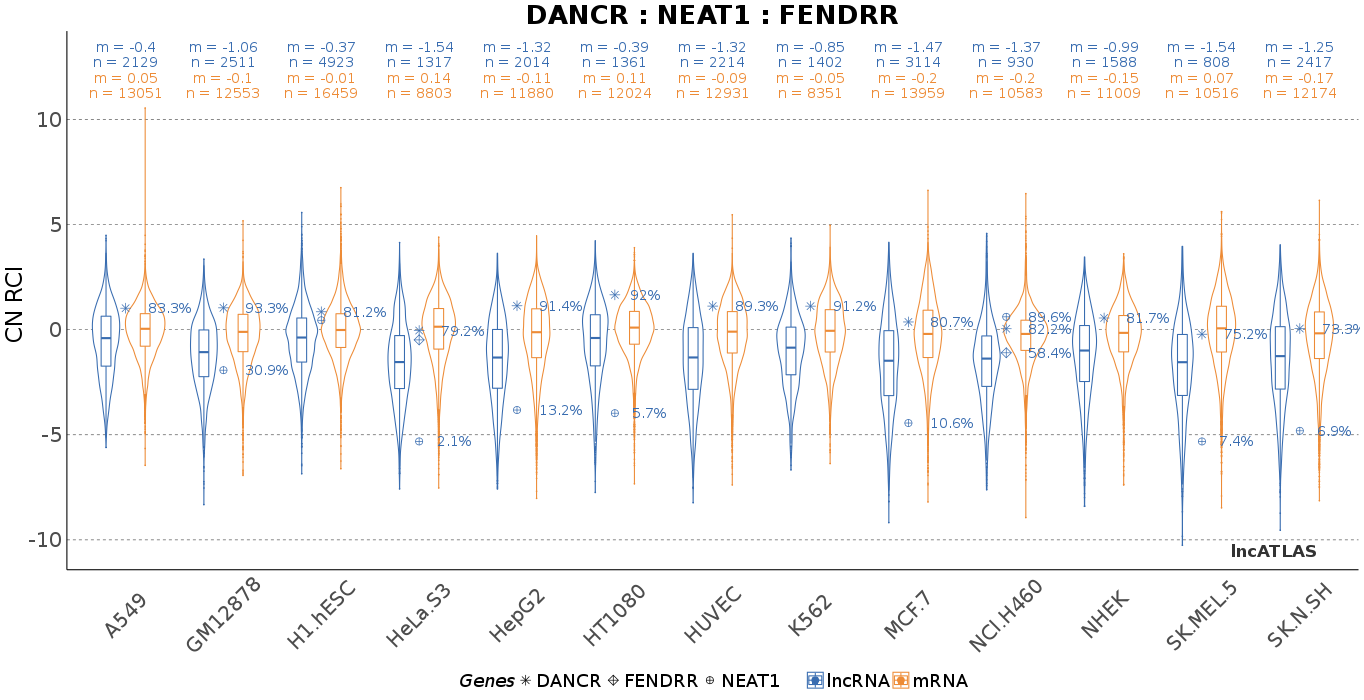 DANCR : NEAT1 : FENDRR
m = -0.4 m = -1.06 m = -0.37 m = -1.54 m = -1.32 m = -0.39 m = -1.32 m = -0.85 m = -1.47 m = -1.37 m = -0.99 m = -1.54 m = -1.25
n = 2129 n = 2511 n = 4923 n = 1317 n = 2014 n = 1361 n = 2214 n = 1402 n = 3114 n = 930 n = 1588 n = 808 n = 2417
m = 0.05 m = -0.1 m = -0.01 m = 0.14 m = -0.11 m = 0.11 m = -0.09 m = -0.05 m = -0.2 m = -0.2 m = -0.15 m = 0.07 m = -0.17
n = 13051 n = 12553 n = 16459 n = 8803 n = 11880 n = 12024 n = 12931 n = 8351 n = 13959 n = 10583 n = 11009 n = 10516 n = 12174
10
5
0
-5
-10
CN RCI
83.3% 93.3% 81.2% 79.2% 91.4% 92% 89.3% 91.2% 80.7% 89.6% 81.7% 75.2% 73.3%
82.2%
30.9% 58.4%
13.2% 5.7% 10.6%
2.1% 7.4% 6.9%
lncATLAS
A549 GM12878 H1.hESC HeLa.S3 HepG2 HT1080 HUVEC K562 MCF.7 NCI.H460 NHEK SK.MEL.5 SK.N.SH
Genes DANCR FENDRR NEAT1 lncRNA mRNA